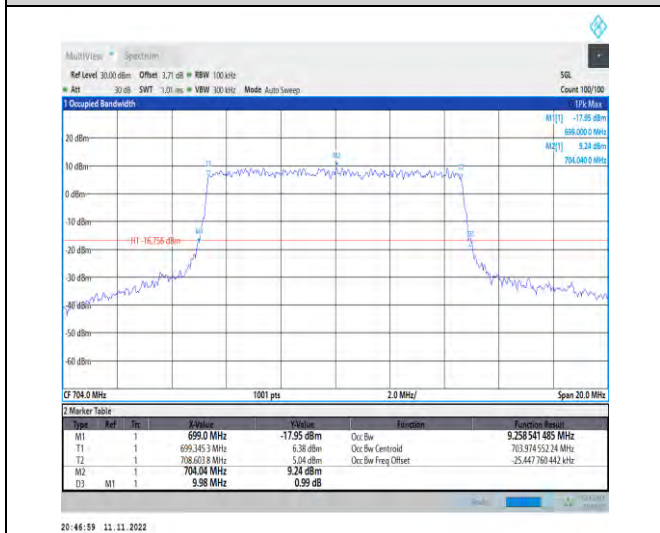 MultiView Spectrum
Ref Level 30.00 dBm Offset 3.71 dB RBW 100 kHz SGL
Att 30 dB SWT 1.01 ms VBW 300 kHz Mode Auto Sweep Count 100/100
1 Occupied Bandwidth 1Pk Max
M1[1] -17.95 dBm
699.000 0 MHz
M2[1] 9.24 dBm
704.040 0 MHz
20 dBm
10 dBm
0 dBm
-10 dBm
H1 -16.756 dBm
-20 dBm
-30 dBm
-40 dBm
-50 dBm
-60 dBm
M2
CF 704.0 MHz 1001 pts 2.0 MHz/ Span 20.0 MHz
2 Marker Table
Type Ref Trc X-Value Y-Value Function Function Result
M1 1 699.0 MHz -17.95 dBm Occ Bw 9.258 541 485 MHz
T1 1 699.345 3 MHz 6.38 dBm Occ Bw Centroid 703.974 552 24 MHz
T2 1 708.603 8 MHz 5.04 dBm Occ Bw Freq Offset -25.447 760 442 kHz
M2 1 704.04 MHz 9.24 dBm
D3 M1 1 9.98 MHz 0.99 dB
20:46:59 11.11.2022